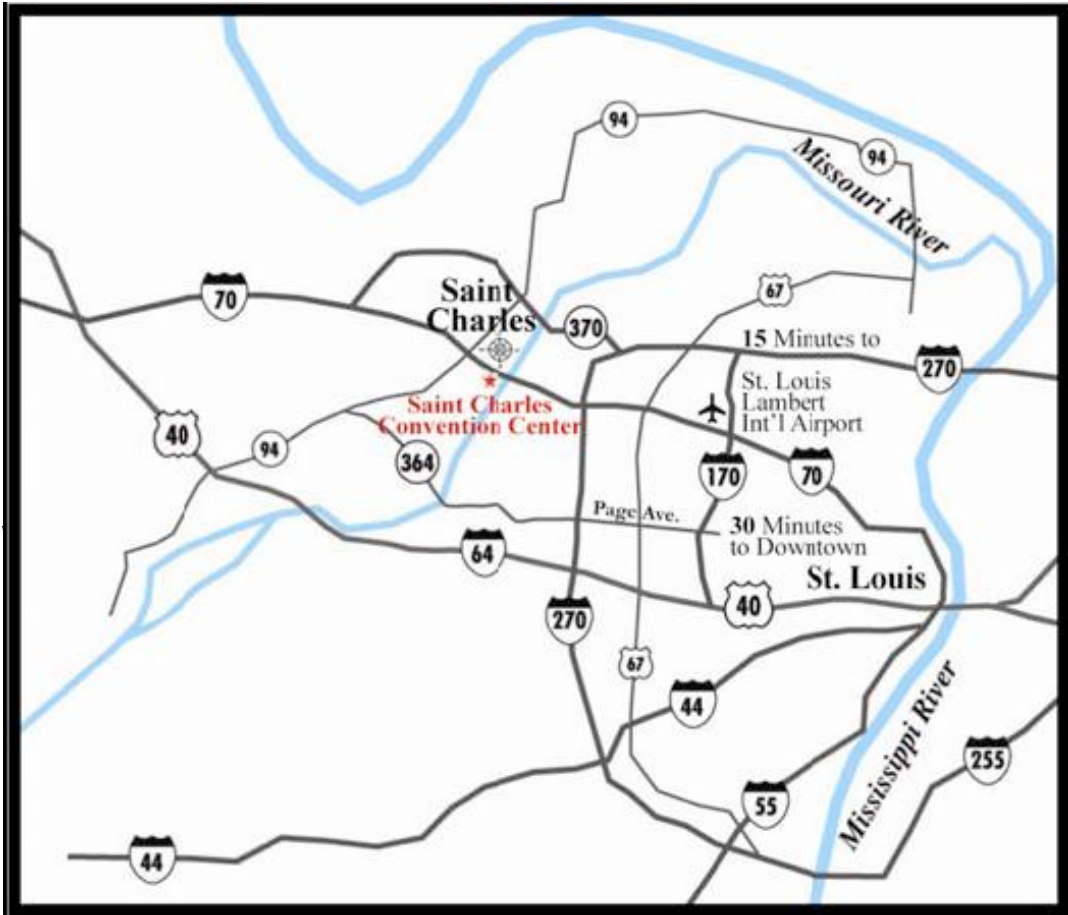 94
94
Missouri River
67
70
Saint
Charles
370
15 Minutes to
270
St. Louis
Lambert
Int'l Airport
Saint Charles
Convention Center
40
94
364
170
70
Page Ave.
30 Minutes
to Downtown
64
St. Louis
40
270
67
44
Mississippi River
255
55
44